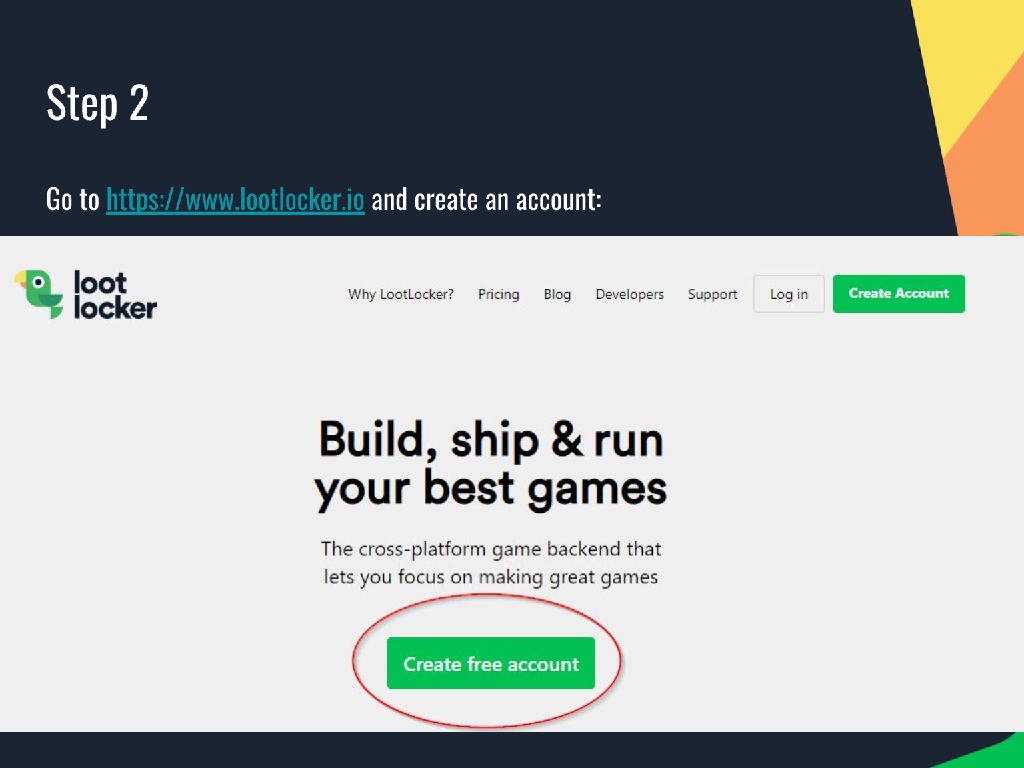 Step 2
Go to https://www.lootlocker.io and create an account:
loot
locker
Why LootLocker? Pricing Blog Developers Support Log in Create Account
Build, ship & run
your best games
The cross-platform game backend that
lets you focus on making great games
Create free account